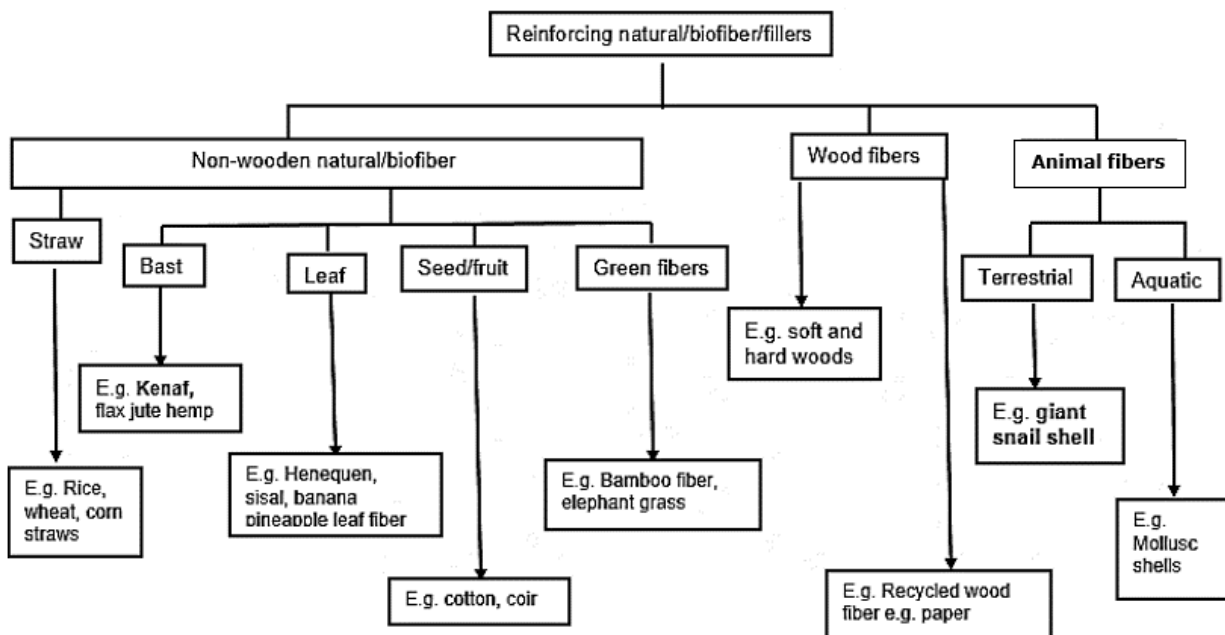 Reinforcing natural/biofiber/fillers
Non-wooden natural/biofiber
Wood fibers
Animal fibers
Straw
Bast
Leaf
Seed/fruit
Green fibers
Terrestrial
Aquatic
E.g. soft and
hard woods
E.g. Kenaf,
flax jute hemp
E.g. giant
snail shell
E.g. Rice,
wheat, corn
straws
E.g. Henequen,
sisal, banana
pineapple leaf fiber
E.g. Bamboo fiber,
elephant grass
E.g.
Mollusc
shells
E.g. cotton, coir
E.g. Recycled wood
fiber e.g. paper